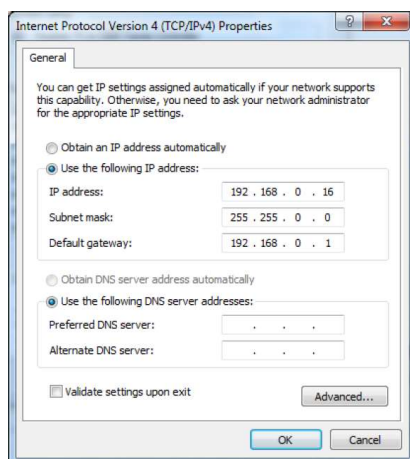 Internet Protocol Version 4 (TCP/IPv4) Properties
General
You can get IP settings assigned automatically if your network supports
this capability. Otherwise, you need to ask your network administrator
for the appropriate IP settings.
Obtain an IP address automatically
Use the following IP address:
IP address: 192 . 168 . 0 . 16
Subnet mask: 255 . 255 . 0 . 0
Default gateway: 192 . 168 . 0 . 1
Obtain DNS server address automatically
Use the following DNS server addresses:
Preferred DNS server: . . .
Alternate DNS server: . . .
Validate settings upon exit
Advanced...
OK Cancel